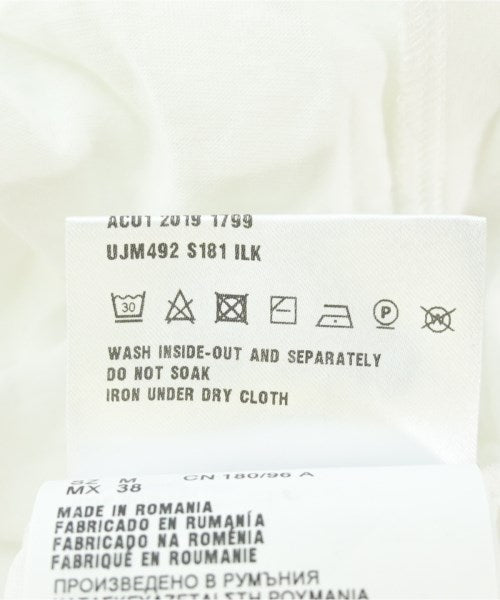 ACU1 2019 1799
UJM492 S181 ILK
30
P
W
WASH INSIDE-OUT AND SEPARATELY
DO NOT SOAK
IRON UNDER DRY CLOTH
SZ M CN 180/96 A
MX 38
MADE IN ROMANIA
FABRICADO EN RUMANÍA
FABRICADO NA ROMÉNIA
FABRIQUÉ EN ROUMANIE
ПРОИЗВЕДЕНО В РУМЪНИЯ